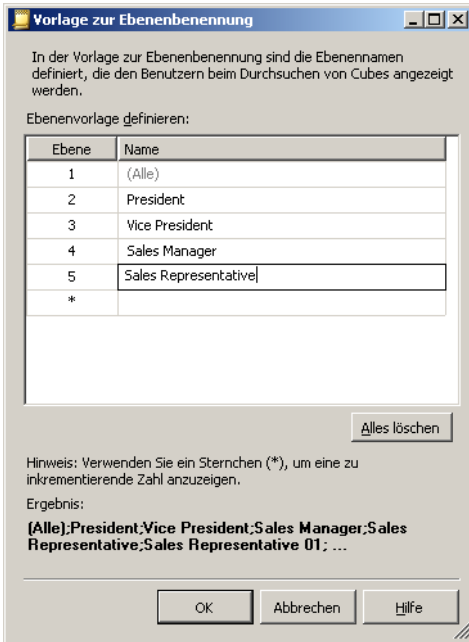 Vorlage zur Ebenenbenennung
In der Vorlage zur Ebenenbenennung sind die Ebenennamen
definiert, die den Benutzern beim Durchsuchen von Cubes angezeigt
werden.
Ebenenvorlage definieren:
Ebene Name
1 (Alle)
2 President
3 Vice President
4 Sales Manager
5 Sales Representative
*
Alles löschen
Hinweis: Verwenden Sie ein Sternchen (*), um eine zu
inkrementierende Zahl anzuzeigen.
Ergebnis:
(Alle);President;Vice President;Sales Manager;Sales
Representative;Sales Representative 01; ...
OK Abbrechen Hilfe